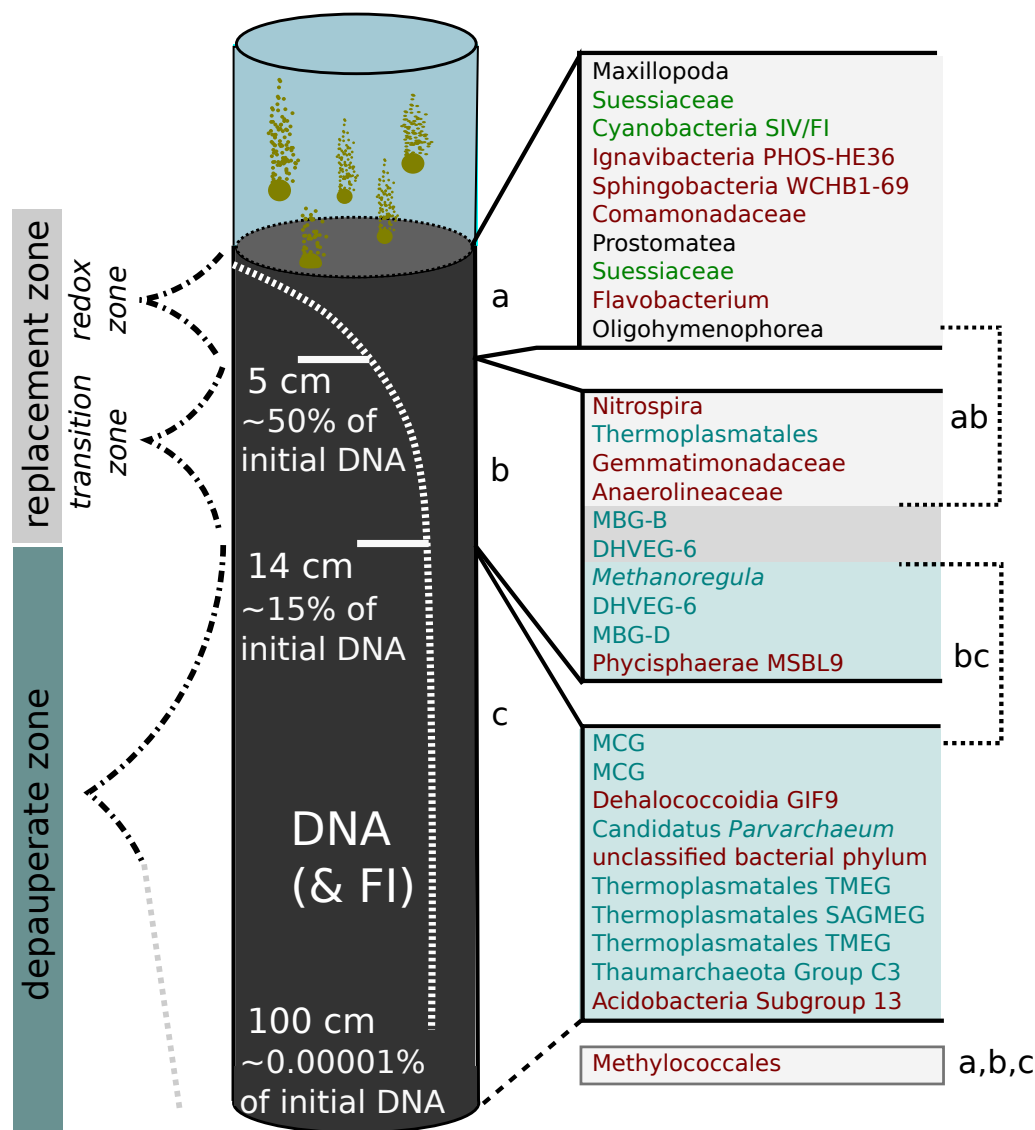 replacement zone
redox
zone
transition
zone
depauperate zone
5 cm
~50% of
initial DNA
14 cm
~15% of
initial DNA
DNA
(& FI)
100 cm
~0.00001%
of initial DNA
a
b
c
Maxillopoda
Suessiaceae
Cyanobacteria SIV/FI
Ignavibacteria PHOS-HE36
Sphingobacteria WCHB1-69
Comamonadaceae
Prostomatea
Suessiaceae
Flavobacterium
Oligohymenophorea
ab
Nitrospira
Thermoplasmatales
Gemmatimonadaceae
Anaerolineaceae
MBG-B
DHVEG-6
Methanoregula
DHVEG-6
MBG-D
Phycisphaerae MSBL9
bc
MCG
MCG
Dehalococcoidia GIF9
Candidatus Parvarchaeum
unclassified bacterial phylum
Thermoplasmatales TMEG
Thermoplasmatales SAGMEG
Thermoplasmatales TMEG
Thaumarchaeota Group C3
Acidobacteria Subgroup 13
Methylococcales
a,b,c